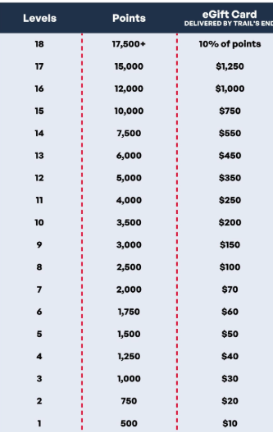 Levels Points eGift Card
DELIVERED BY TRAIL'S END
18 17,500+ 10% of points
17 15,000 $1,250
16 12,000 $1,000
15 10,000 $750
14 7,500 $550
13 6,000 $450
12 5,000 $350
11 4,000 $250
10 3,500 $200
9 3,000 $150
8 2,500 $100
7 2,000 $70
6 1,750 $60
5 1,500 $50
4 1,250 $40
3 1,000 $30
2 750 $20
1 500 $10